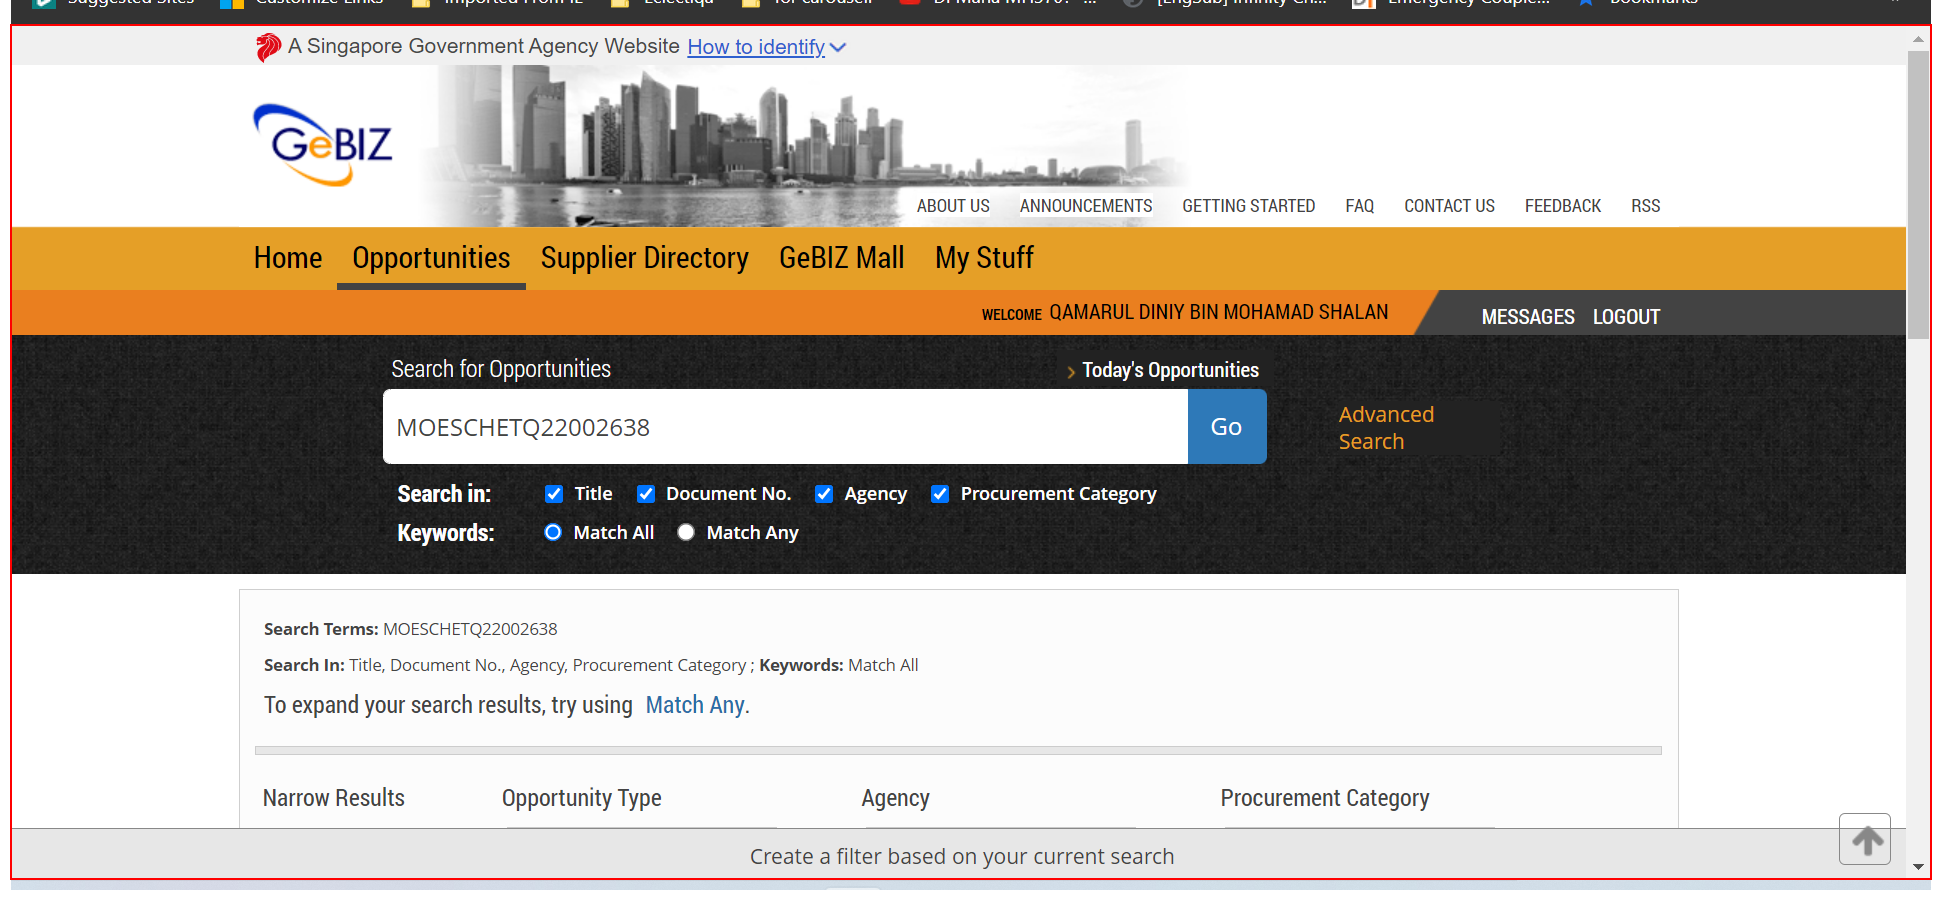 A Singapore Government Agency Website How to identify
GeBIZ
ABOUT US ANNOUNCEMENTS GETTING STARTED FAQ CONTACT US FEEDBACK RSS
Home Opportunities Supplier Directory GeBIZ Mall My Stuff
WELCOME QAMARUL DINIY BIN MOHAMAD SHALAN MESSAGES LOGOUT
Search for Opportunities Today's Opportunities
MOESCHETQ22002638 Go Advanced
Search
Search in: Title Document No. Agency Procurement Category
Keywords: Match All Match Any
Search Terms: MOESCHETQ22002638
Search In: Title, Document No., Agency, Procurement Category ; Keywords: Match All
To expand your search results, try using Match Any.
Narrow Results Opportunity Type Agency Procurement Category
Create a filter based on your current search